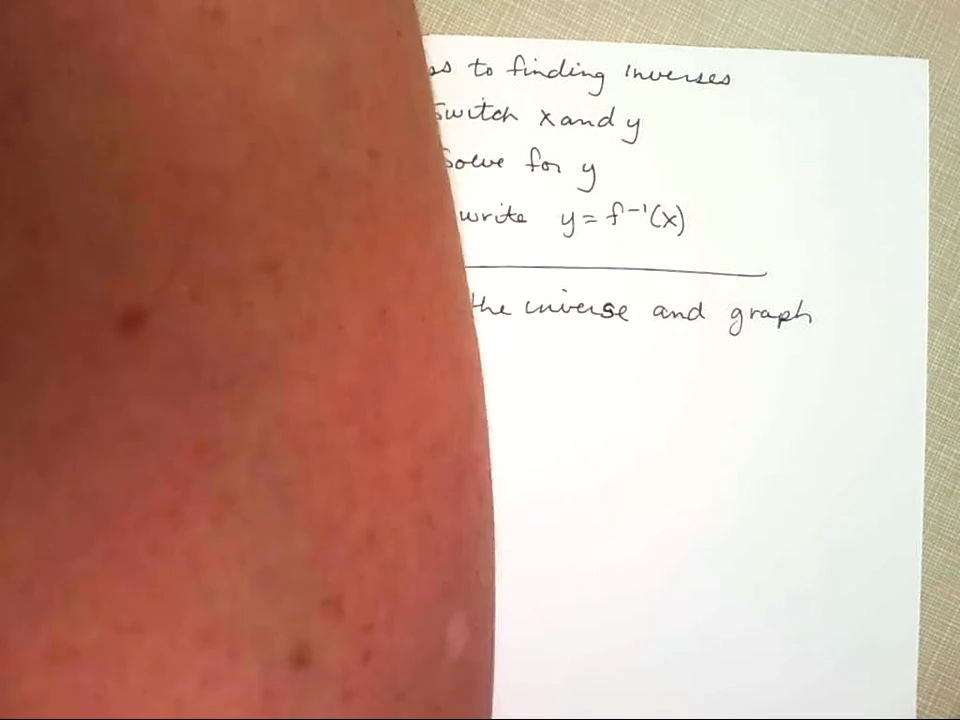 to finding inverses
switch x and y
solve for y
write y = f⁻¹(x)
the inverse and graph